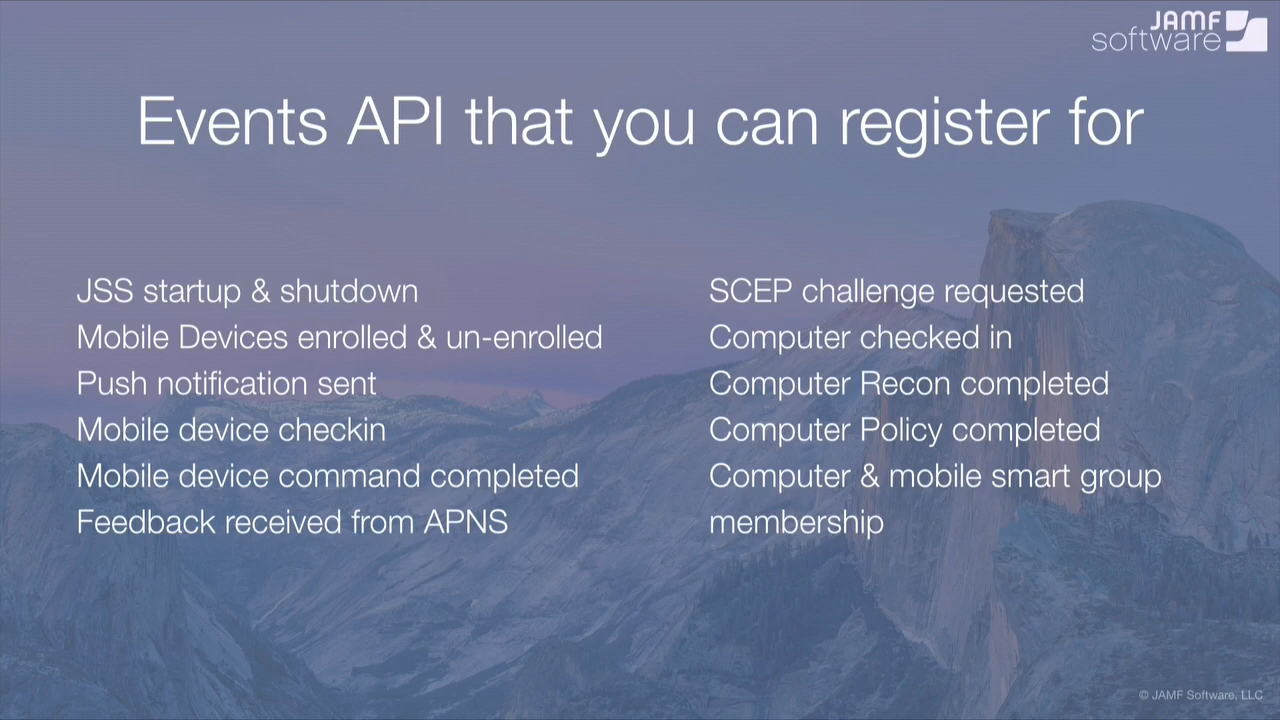 JAMF
software
Events API that you can register for
JSS startup & shutdown
Mobile Devices enrolled & un-enrolled
Push notification sent
Mobile device checkin
Mobile device command completed
Feedback received from APNS
SCEP challenge requested
Computer checked in
Computer Recon completed
Computer Policy completed
Computer & mobile smart group
membership
© JAMF Software, LLC